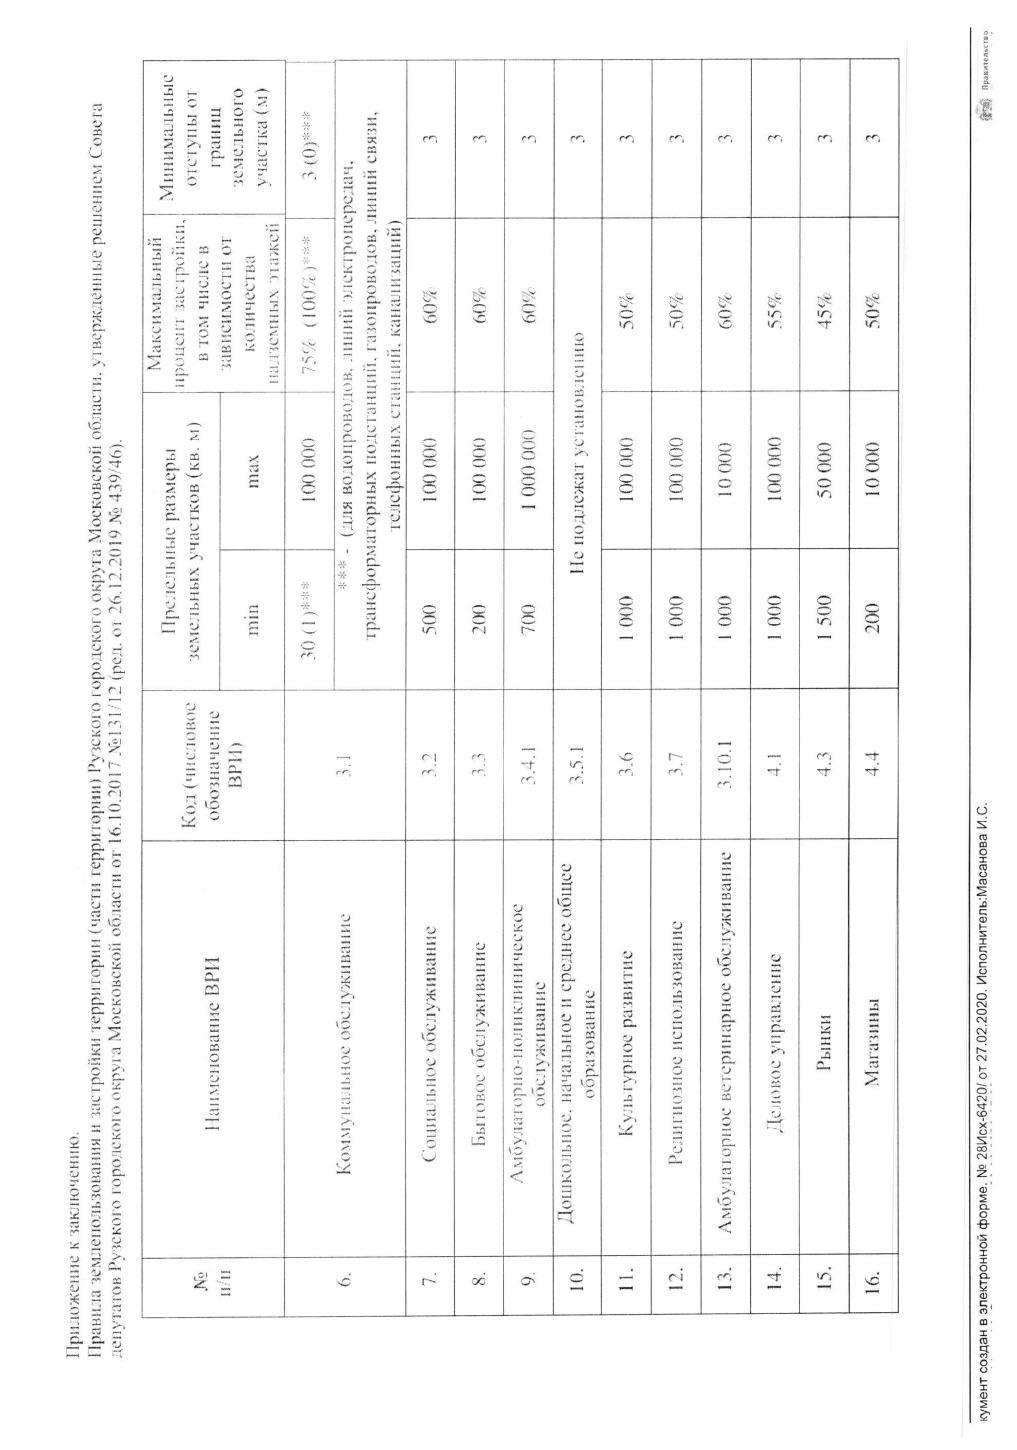 Приложение к заключению.
Правила землепользования и застройки территории (части территории) Рузского городского округа Московской области, утвержденные решением Совета
депутатов Рузского городского округа Московской области от 16.10.2017 №131/12 (ред. от 26.12.2019 № 439/46).
№
п/п
Наименование ВРИ
Код (числовое
обозначение
ВРИ)
Предельные размеры
земельных участков (кв. м)
min
max
Максимальный
процент застройки,
в том числе в
зависимости от
количества
надземных этажей
Минимальные
отступы от
границ
земельного
участка (м)
6. Коммунальное обслуживание 3.1 30 (1)*** 100 000 75% (100%)*** 3 (0)***
*** - (для водопроводов, линий электропередач,
трансформаторных подстанций, газопроводов, линий связи,
телефонных станций, канализаций)
7. Социальное обслуживание 3.2 500 100 000 60% 3
8. Бытовое обслуживание 3.3 200 100 000 60% 3
9. Амбулаторно-поликлиническое
обслуживание 3.4.1 700 1 000 000 60% 3
10. Дошкольное, начальное и среднее общее
образование 3.5.1 Не подлежат установлению 3
11. Культурное развитие 3.6 1 000 100 000 50% 3
12. Религиозное использование 3.7 1 000 100 000 50% 3
13. Амбулаторное ветеринарное обслуживание 3.10.1 1 000 10 000 60% 3
14. Деловое управление 4.1 1 000 100 000 55% 3
15. Рынки 4.3 1 500 50 000 45% 3
16. Магазины 4.4 200 10 000 50% 3
кумент создан в электронной форме. № 28Исх-6420/ от 27.02.2020. Исполнитель:Масанова И.С.
Правительство